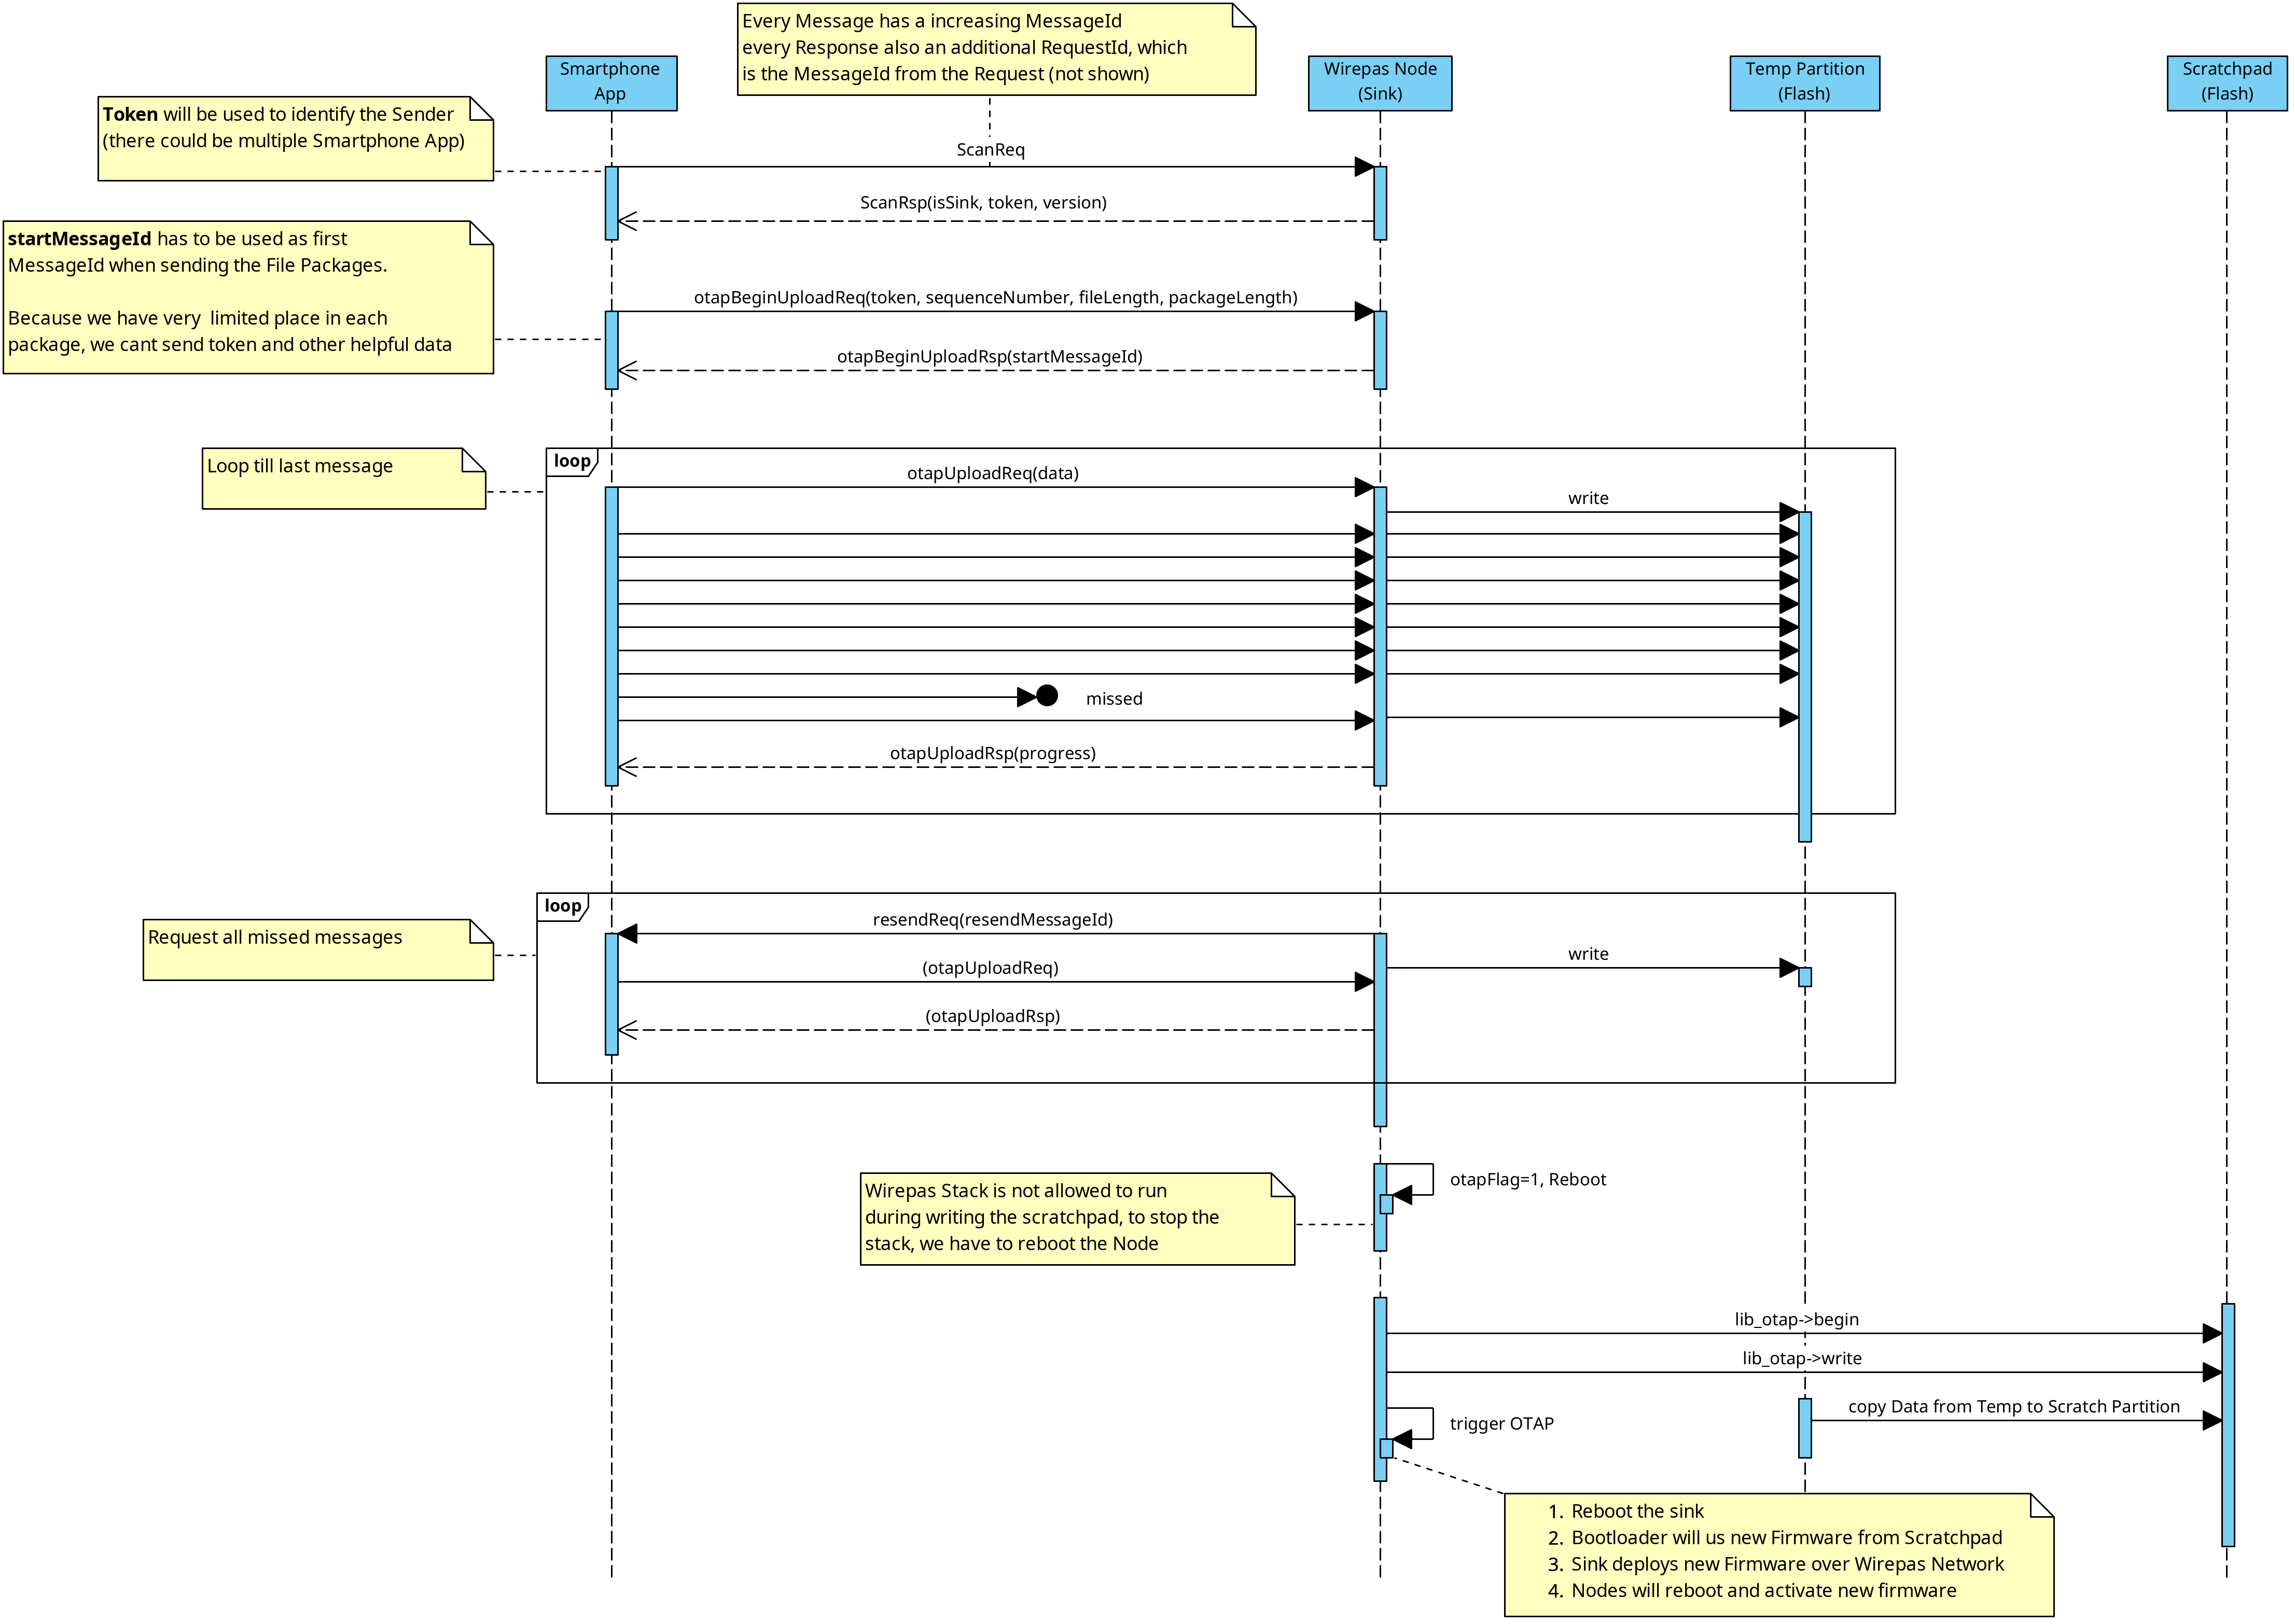 Every Message has a increasing MessageId
every Response also an additional RequestId, which
is the MessageId from the Request (not shown)
Smartphone
App
Wirepas Node
(Sink)
Temp Partition
(Flash)
Scratchpad
(Flash)
Token will be used to identify the Sender
(there could be multiple Smartphone App)
ScanReq
ScanRsp(isSink, token, version)
startMessageId has to be used as first
MessageId when sending the File Packages.
Because we have very  limited place in each
package, we cant send token and other helpful data
otapBeginUploadReq(token, sequenceNumber, fileLength, packageLength)
otapBeginUploadRsp(startMessageId)
Loop till last message
loop
otapUploadReq(data)
write
missed
otapUploadRsp(progress)
loop
Request all missed messages
resendReq(resendMessageId)
write
(otapUploadReq)
(otapUploadRsp)
otapFlag=1, Reboot
Wirepas Stack is not allowed to run
during writing the scratchpad, to stop the
stack, we have to reboot the Node
lib_otap->begin
lib_otap->write
copy Data from Temp to Scratch Partition
trigger OTAP
1. Reboot the sink
2. Bootloader will us new Firmware from Scratchpad
3. Sink deploys new Firmware over Wirepas Network
4. Nodes will reboot and activate new firmware